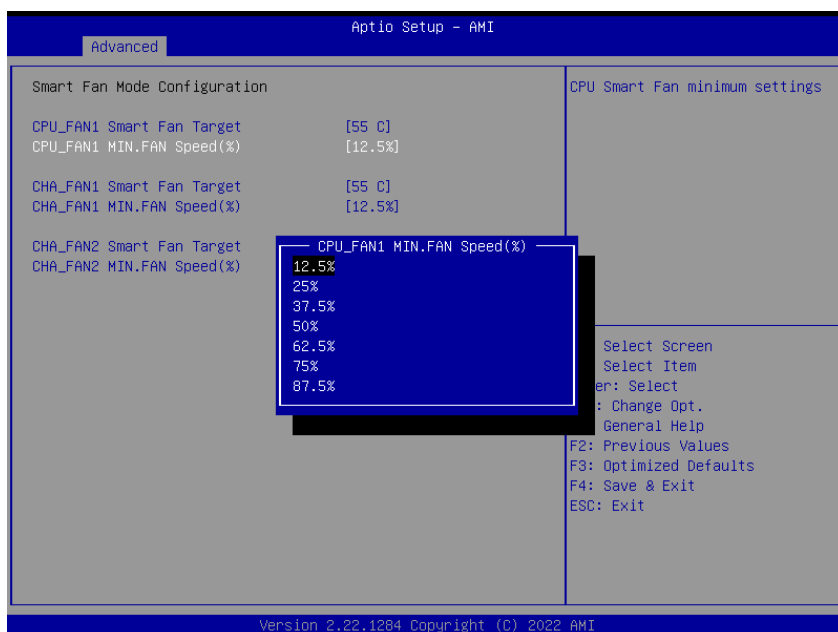 Aptio Setup – AMI
Advanced
Smart Fan Mode Configuration
CPU_FAN1 Smart Fan Target [55 C]
CPU_FAN1 MIN.FAN Speed(%) [12.5%]
CHA_FAN1 Smart Fan Target [55 C]
CHA_FAN1 MIN.FAN Speed(%) [12.5%]
CHA_FAN2 Smart Fan Target
CHA_FAN2 MIN.FAN Speed(%)
CPU_FAN1 MIN.FAN Speed(%)
12.5%
25%
37.5%
50%
62.5%
75%
87.5%
CPU Smart Fan minimum settings
Select Screen
Select Item
er: Select
: Change Opt.
General Help
F2: Previous Values
F3: Optimized Defaults
F4: Save & Exit
ESC: Exit
Version 2.22.1284 Copyright (C) 2022 AMI